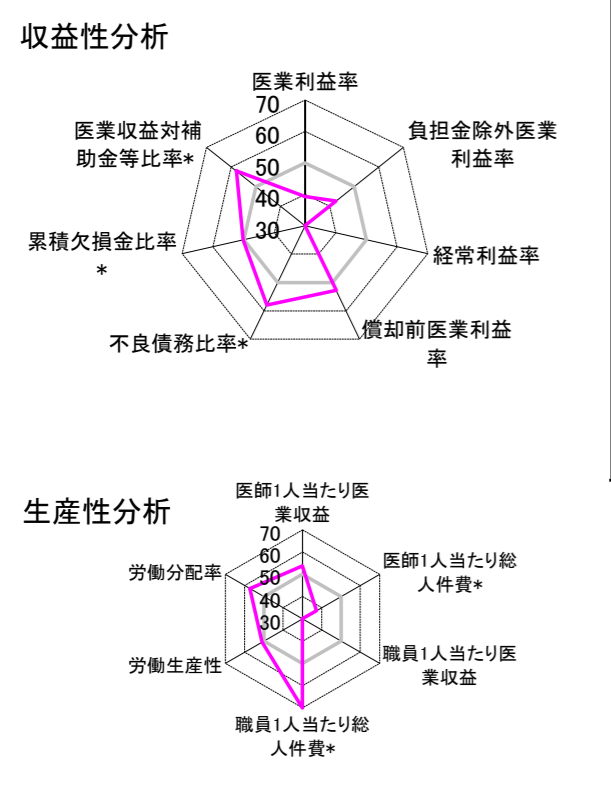 収益性分析
医業利益率
70
60
50
40
30
負担金除外医業
利益率
経常利益率
償却前医業利益
率
不良債務比率*
累積欠損金比率
*
医業収益対補
助金等比率*
生産性分析
医師1人当たり医
業収益
70
60
50
40
30
医師1人当たり総
人件費*
職員1人当たり医
業収益
職員1人当たり総
人件費*
労働生産性
労働分配率